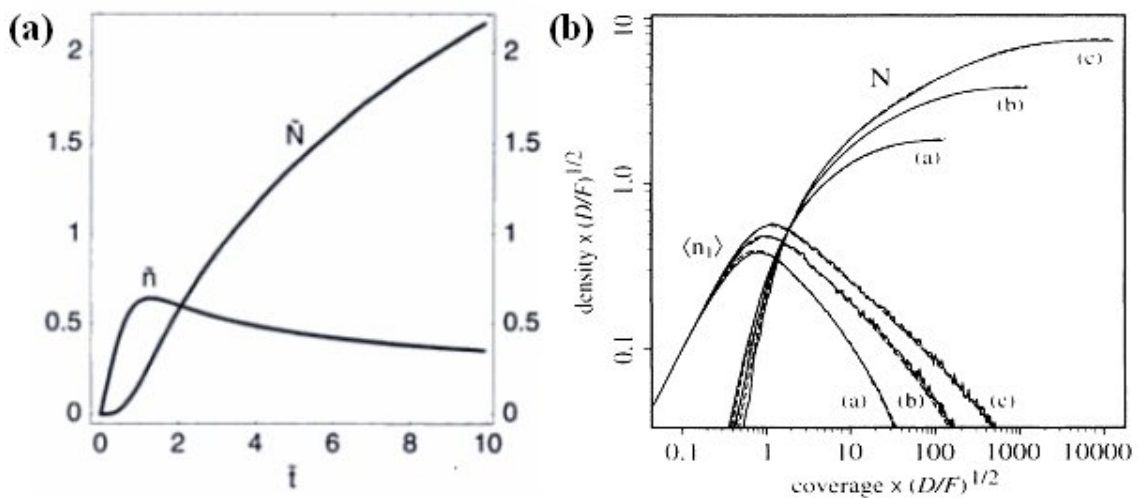 (a)
2
1.5
1
0.5
0
Ñ
ñ
2
1.5
1
0.5
0
0 2 4 6 8 10
t̄
(b)
density x (D/F)^1/2
10
1.0
0.1
N
(c)
(b)
(a)
⟨n₁⟩
(a) (b) (c)
0.1 1 10 100 1000 10000
coverage x (D/F)^1/2